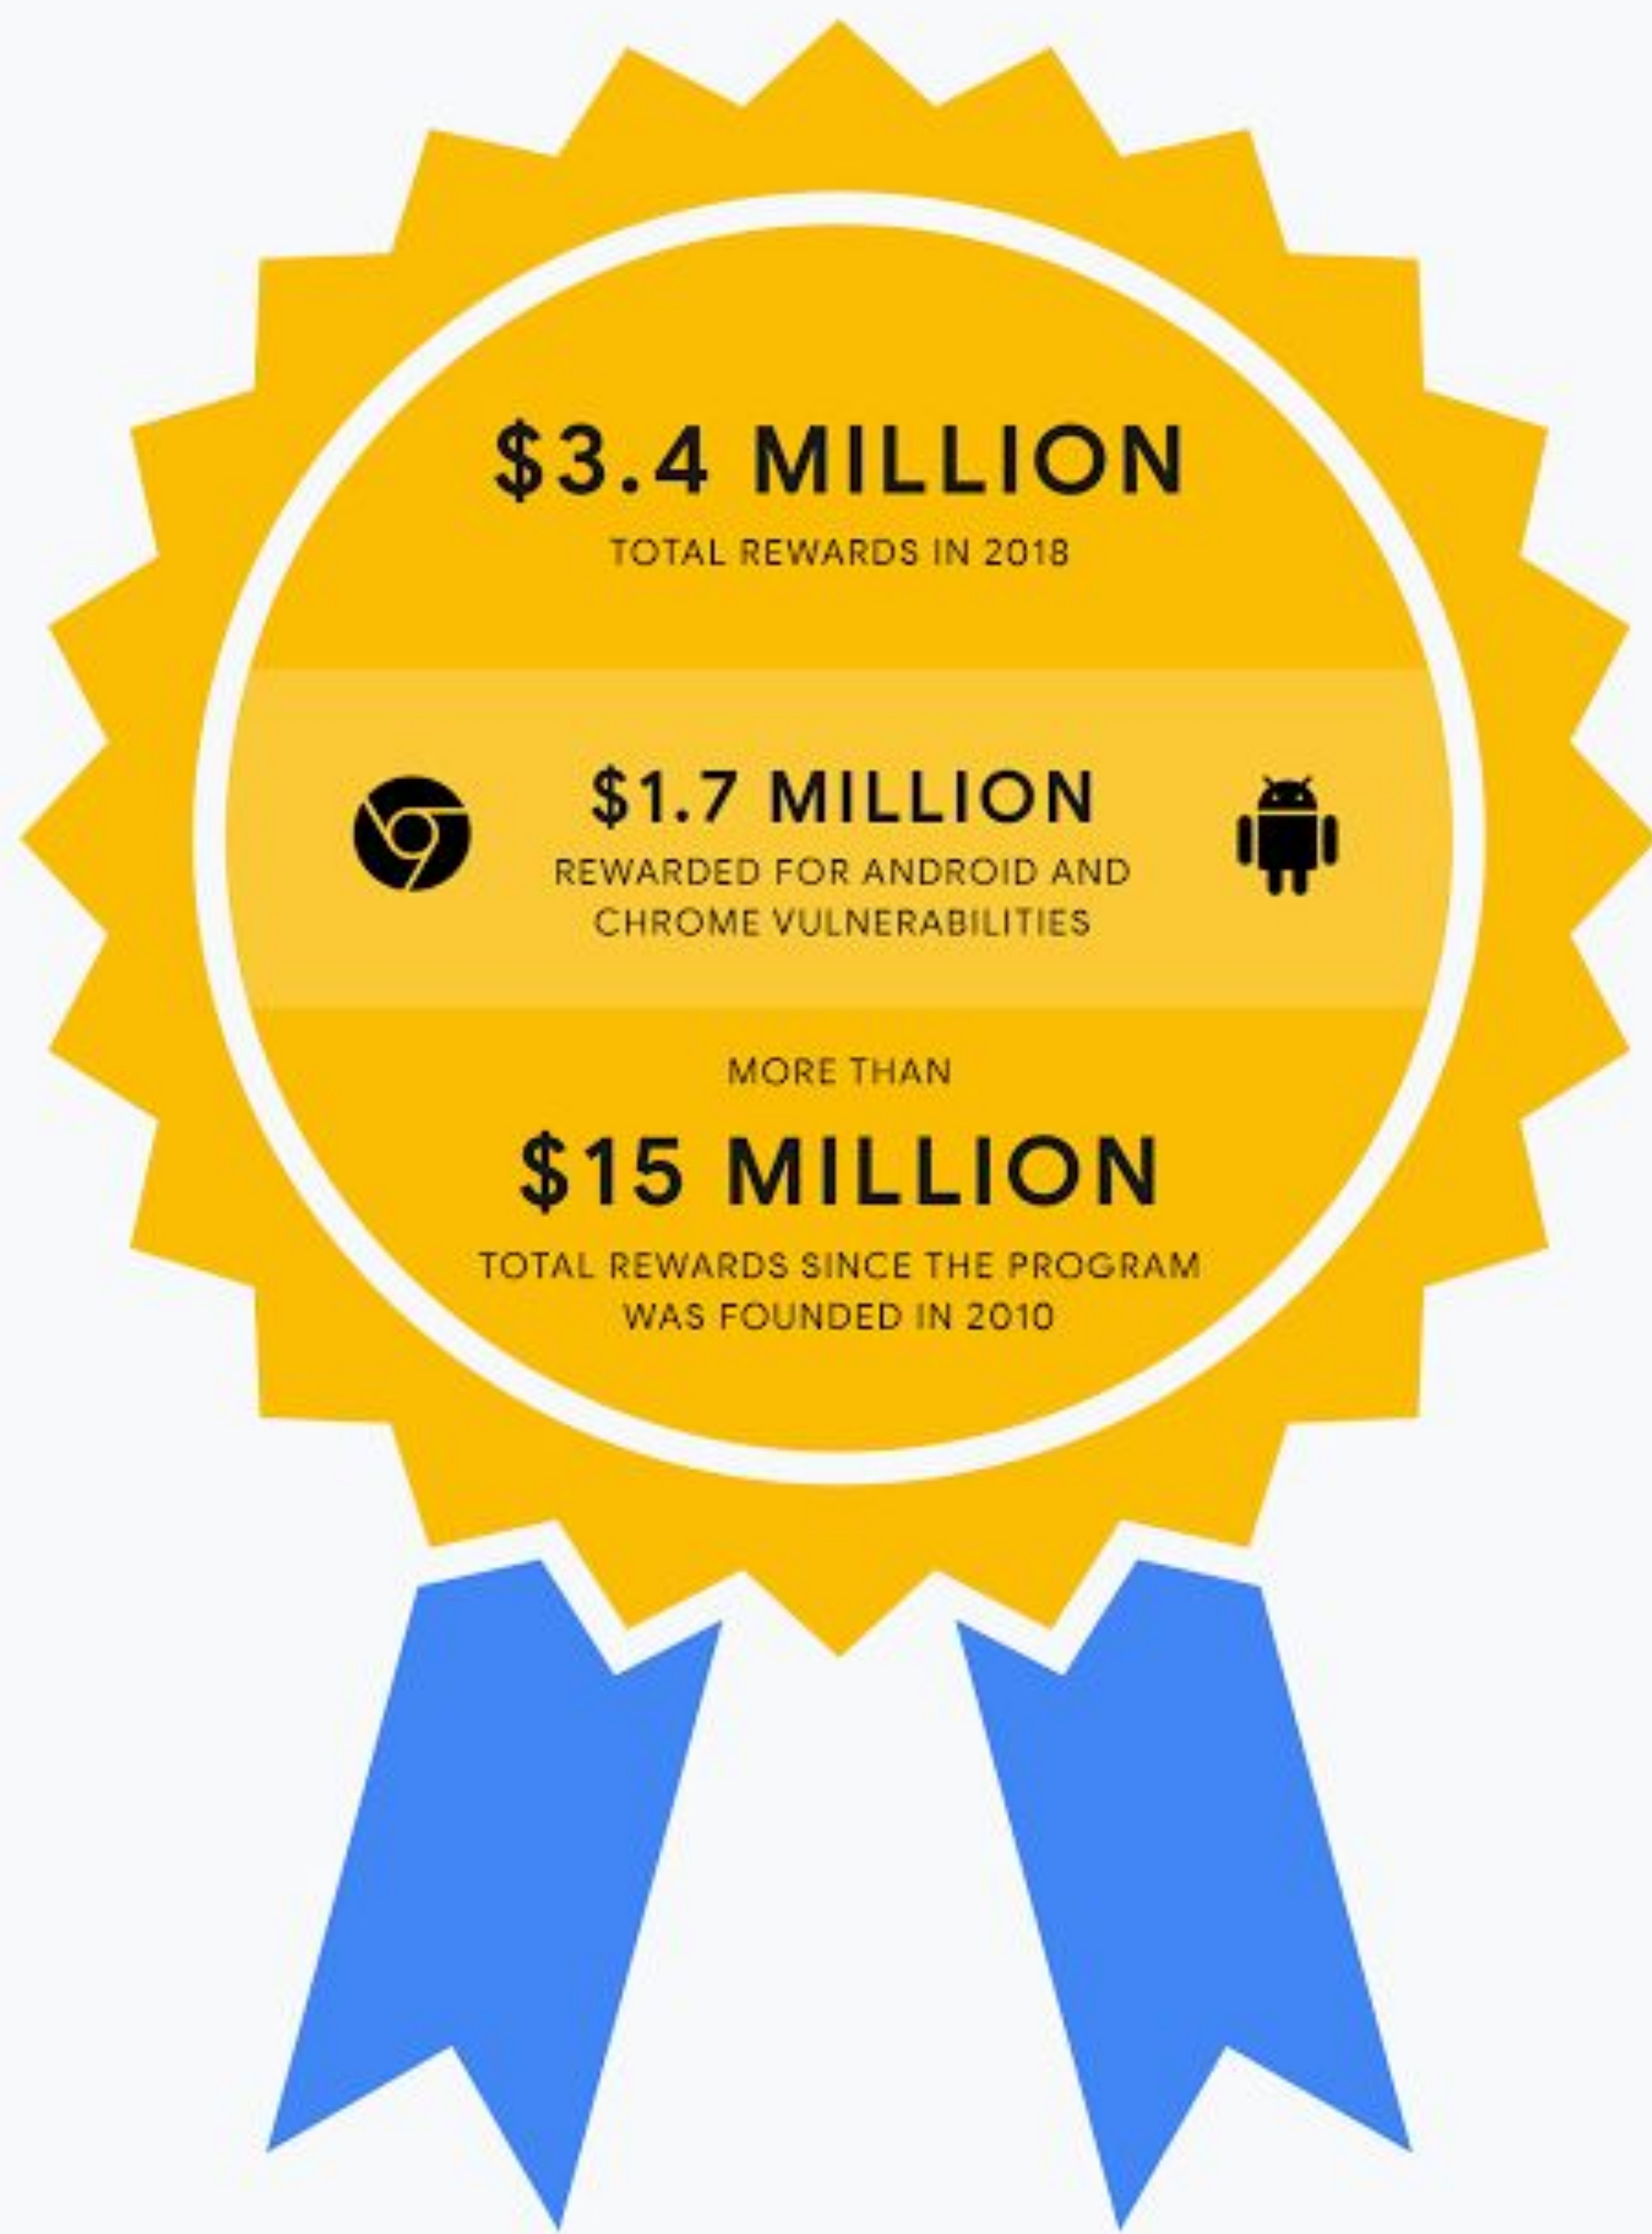 $3.4 MILLION
TOTAL REWARDS IN 2018
$1.7 MILLION
REWARDED FOR ANDROID AND
CHROME VULNERABILITIES
MORE THAN
$15 MILLION
TOTAL REWARDS SINCE THE PROGRAM
WAS FOUNDED IN 2010